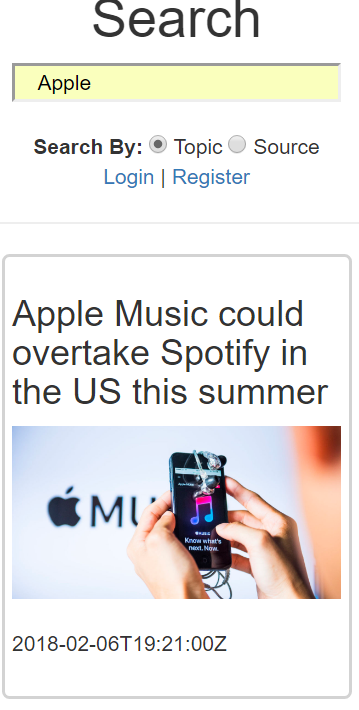 Search
Apple
Search By: Topic Source
Login | Register
Apple Music could
overtake Spotify in
the US this summer
MU
MUSIC
Know what's
next. Now.
2018-02-06T19:21:00Z